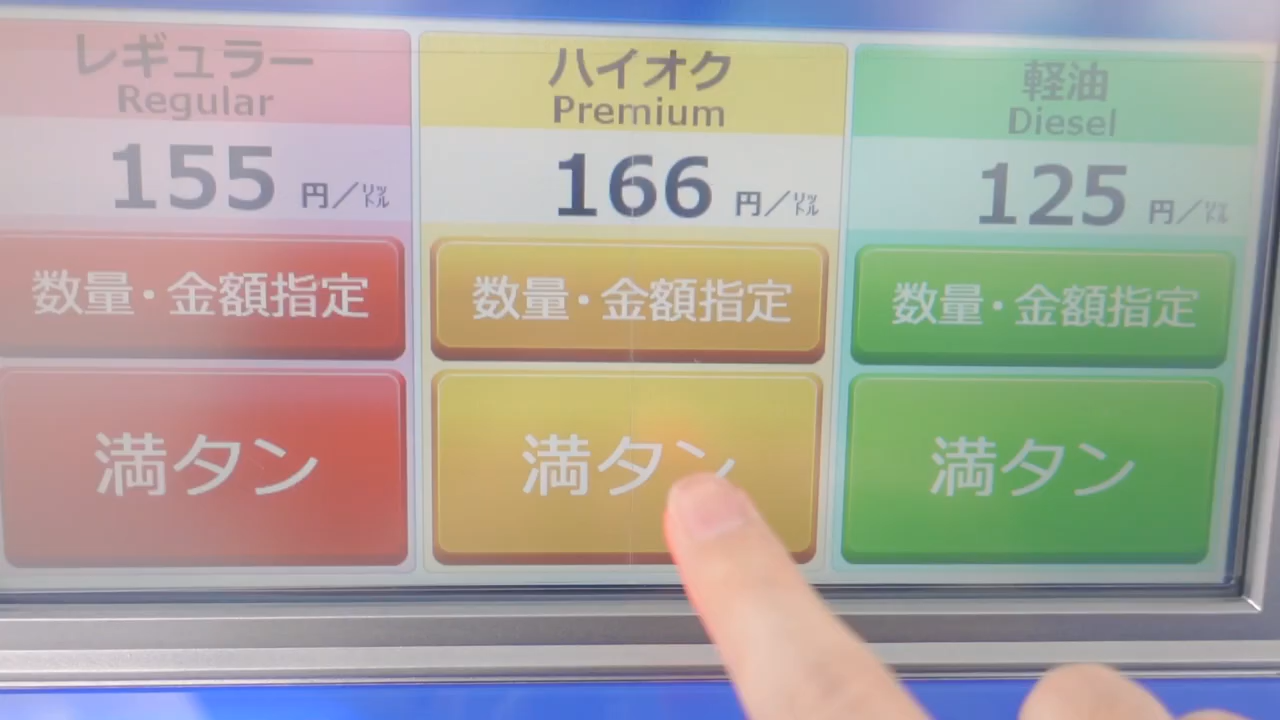 レギュラー
Regular
155 円/リットル
数量・金額指定
満タン
ハイオク
Premium
166 円/リットル
数量・金額指定
満タン
軽油
Diesel
125 円/リットル
数量・金額指定
満タン